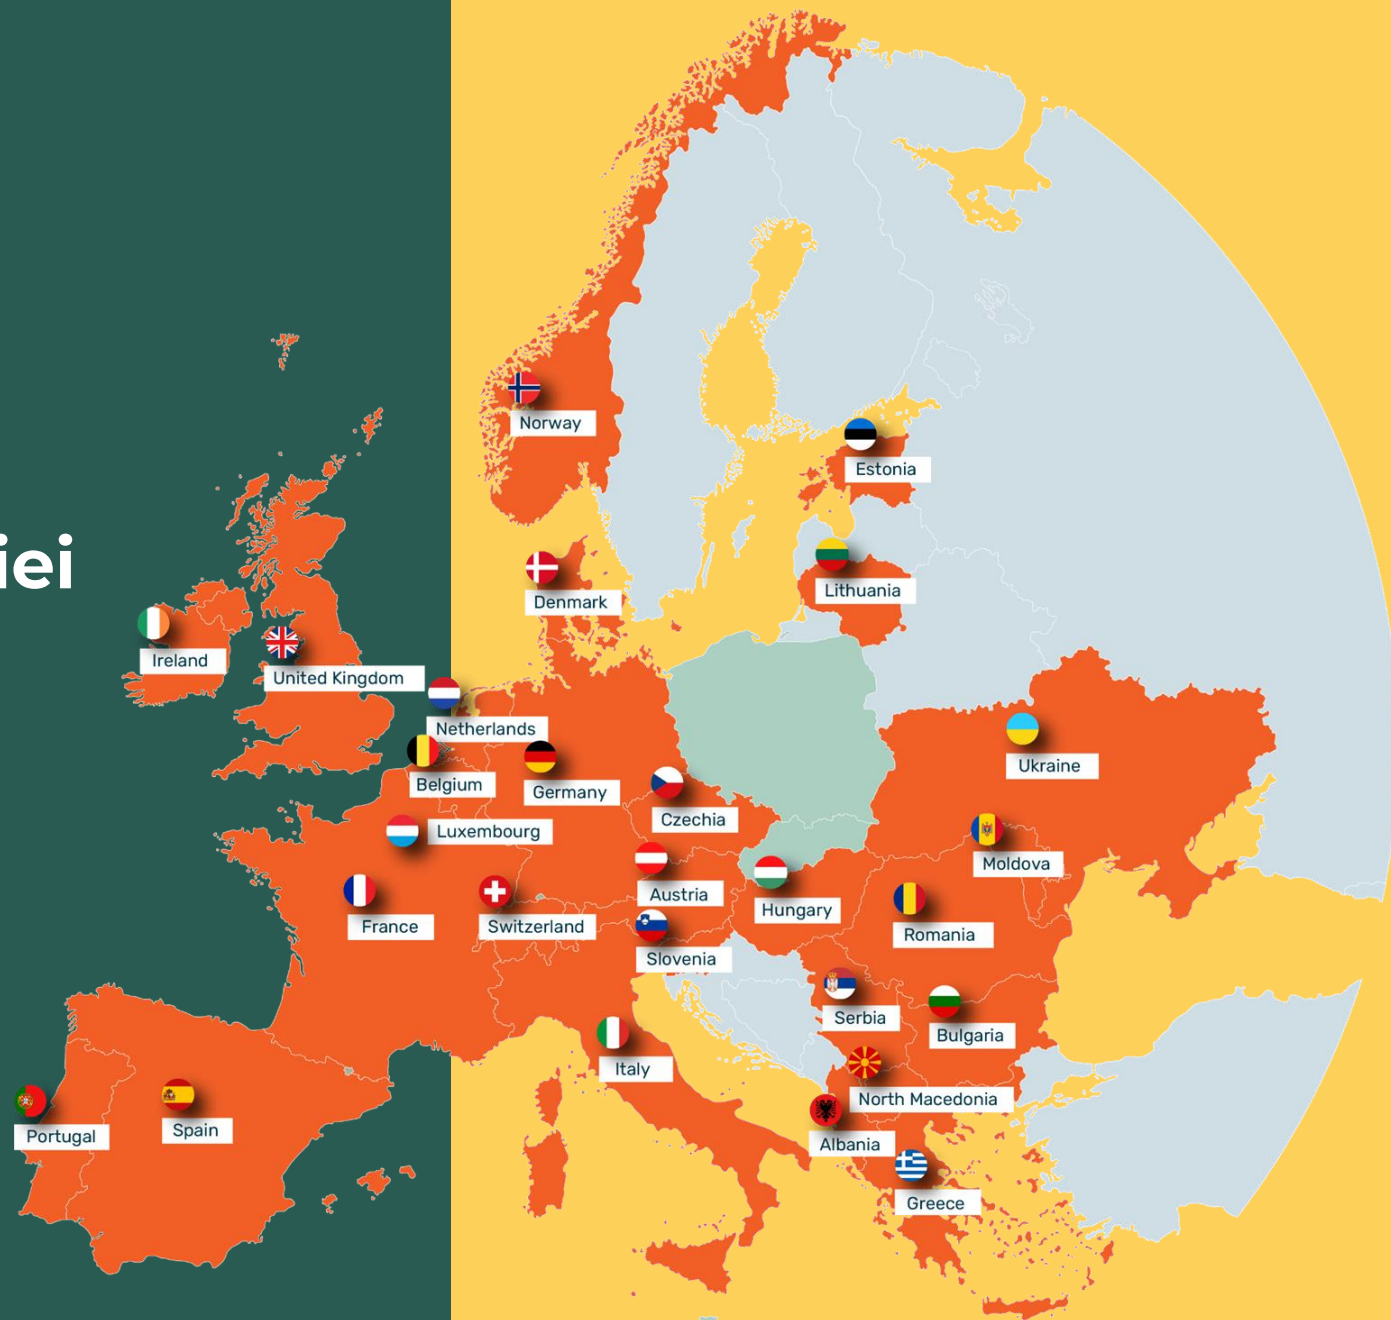 Norway
Estonia
iei
Denmark
Lithuania
Ireland
United Kingdom
Netherlands
Ukraine
Belgium
Germany
Czechia
Luxembourg
Moldova
Austria
Hungary
France
Switzerland
Romania
Slovenia
Serbia
Bulgaria
Italy
North Macedonia
Portugal
Spain
Albania
Greece